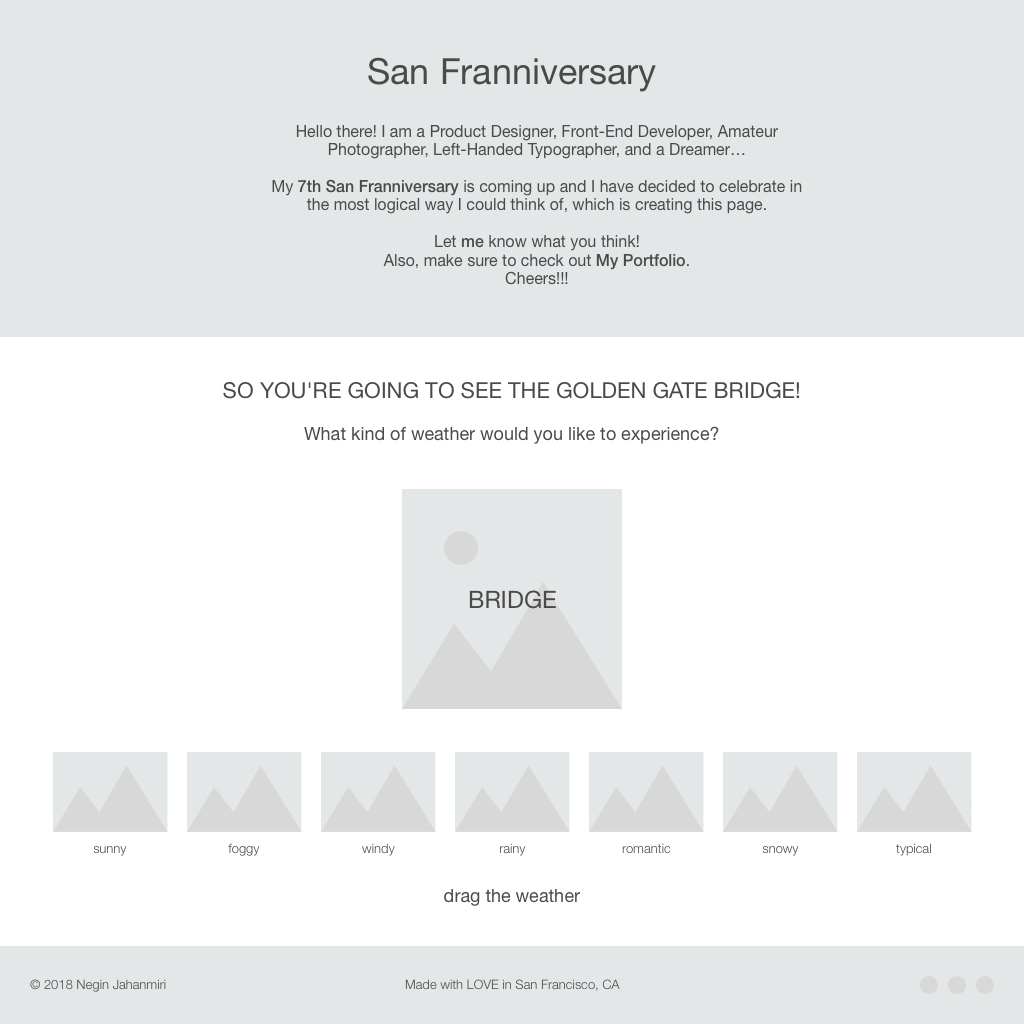 San Franniversary
Hello there! I am a Product Designer, Front-End Developer, Amateur
Photographer, Left-Handed Typographer, and a Dreamer…
My 7th San Franniversary is coming up and I have decided to celebrate in
the most logical way I could think of, which is creating this page.
Let me know what you think!
Also, make sure to check out My Portfolio.
Cheers!!!
SO YOU'RE GOING TO SEE THE GOLDEN GATE BRIDGE!
What kind of weather would you like to experience?
BRIDGE
sunny foggy windy rainy romantic snowy typical
drag the weather
© 2018 Negin Jahanmiri Made with LOVE in San Francisco, CA